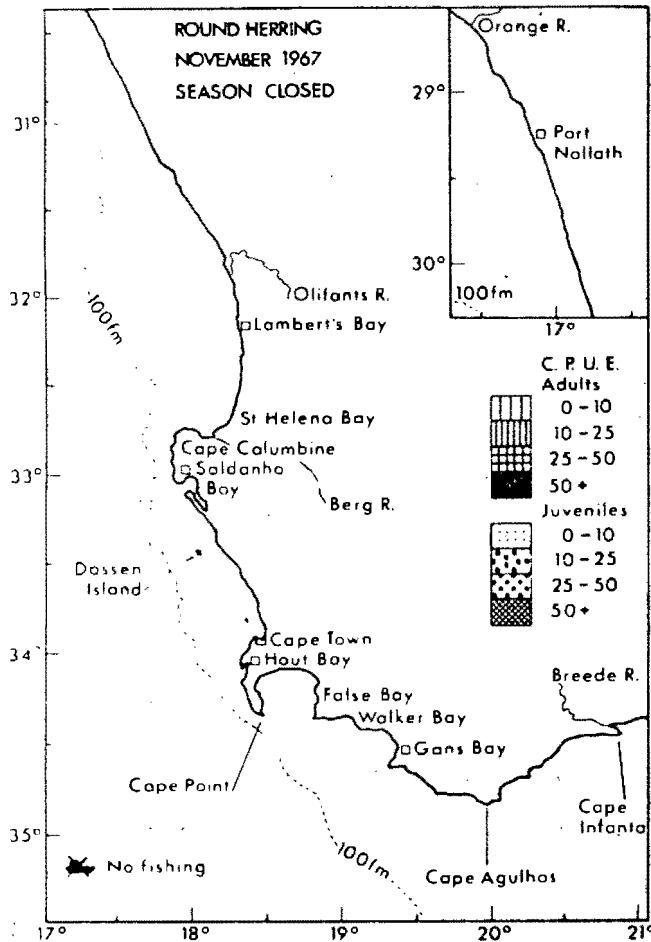 ROUND HERRING
NOVEMBER 1967
SEASON CLOSED
Orange R.
29°
Port
Nollath
30°
100fm
17°
31°
32°
33°
34°
35°
100fm
Olifants R.
Lambert's Bay
St Helena Bay
Cape Columbine
Saldanha
Bay
Berg R.
Dassen
Island
Cape Town
Hout Bay
False Bay
Walker Bay
Gans Bay
Breede R.
Cape Point
Cape
Infanta
Cape Agulhas
100fm
No fishing
C. P. U. E.
Adults
0-10
10-25
25-50
50+
Juveniles
0-10
10-25
25-50
50+
17°
18°
19°
20°
21°